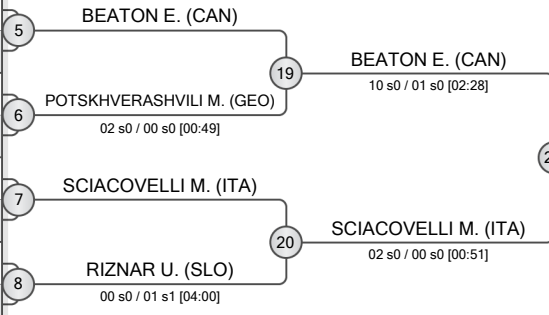 BEATON E. (CAN)
5
19
BEATON E. (CAN)
10 s0 / 01 s0 [02:28]
POTSKHVERASHVILI M. (GEO)
6
02 s0 / 00 s0 [00:49]
SCIACOVELLI M. (ITA)
7
20
SCIACOVELLI M. (ITA)
02 s0 / 00 s0 [00:51]
RIZNAR U. (SLO)
8
00 s0 / 01 s1 [04:00]